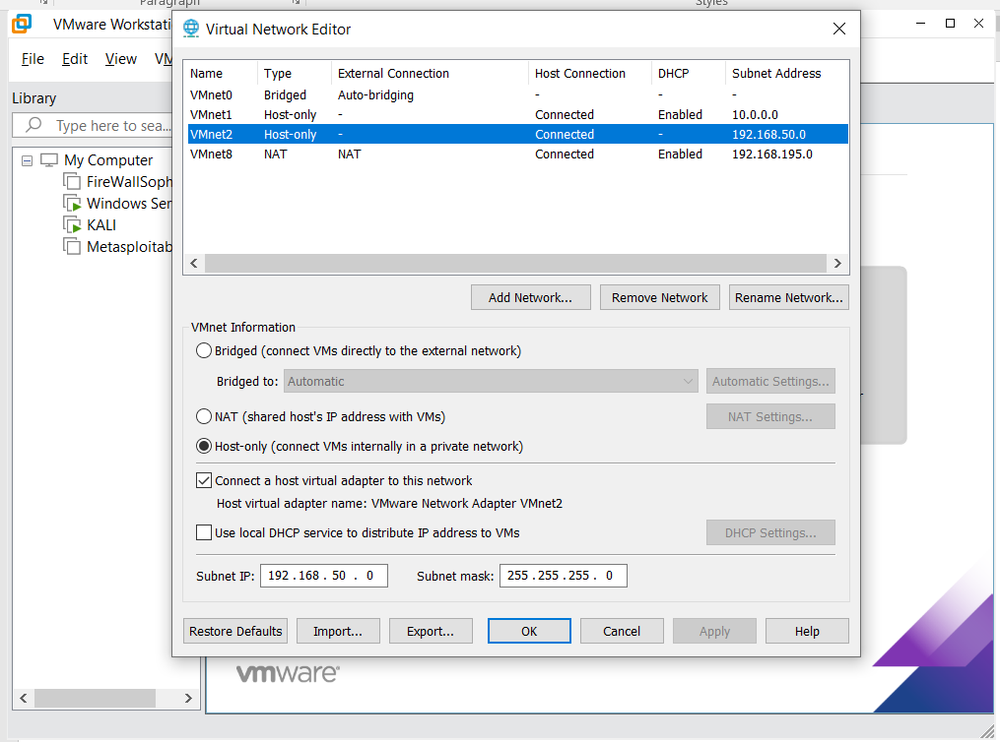 Paragraph
Styles
VMware Workstati
Virtual Network Editor
File Edit View VM
Library
Type here to sea...
My Computer
FireWallSoph
Windows Ser
KALI
Metasploitab
Name Type External Connection Host Connection DHCP Subnet Address
VMnet0 Bridged Auto-bridging - - -
VMnet1 Host-only - Connected Enabled 10.0.0.0
VMnet2 Host-only - Connected - 192.168.50.0
VMnet8 NAT NAT Connected Enabled 192.168.195.0
Add Network... Remove Network Rename Network...
VMnet Information
Bridged (connect VMs directly to the external network)
Bridged to: Automatic Automatic Settings...
NAT (shared host's IP address with VMs) NAT Settings...
Host-only (connect VMs internally in a private network)
Connect a host virtual adapter to this network
Host virtual adapter name: VMware Network Adapter VMnet2
Use local DHCP service to distribute IP address to VMs DHCP Settings...
Subnet IP: 192 . 168 . 50 . 0 Subnet mask: 255 . 255 . 255 . 0
Restore Defaults Import... Export... OK Cancel Apply Help
vmware®